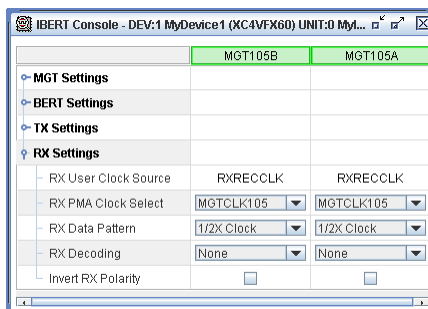 IBERT Console - DEV:1 MyDevice1 (XC4VFX60) UNIT:0 MyI...
MGT105B MGT105A
MGT Settings
BERT Settings
TX Settings
RX Settings
RX User Clock Source RXRECCLK RXRECCLK
RX PMA Clock Select MGTCLK105 MGTCLK105
RX Data Pattern 1/2X Clock 1/2X Clock
RX Decoding None None
Invert RX Polarity